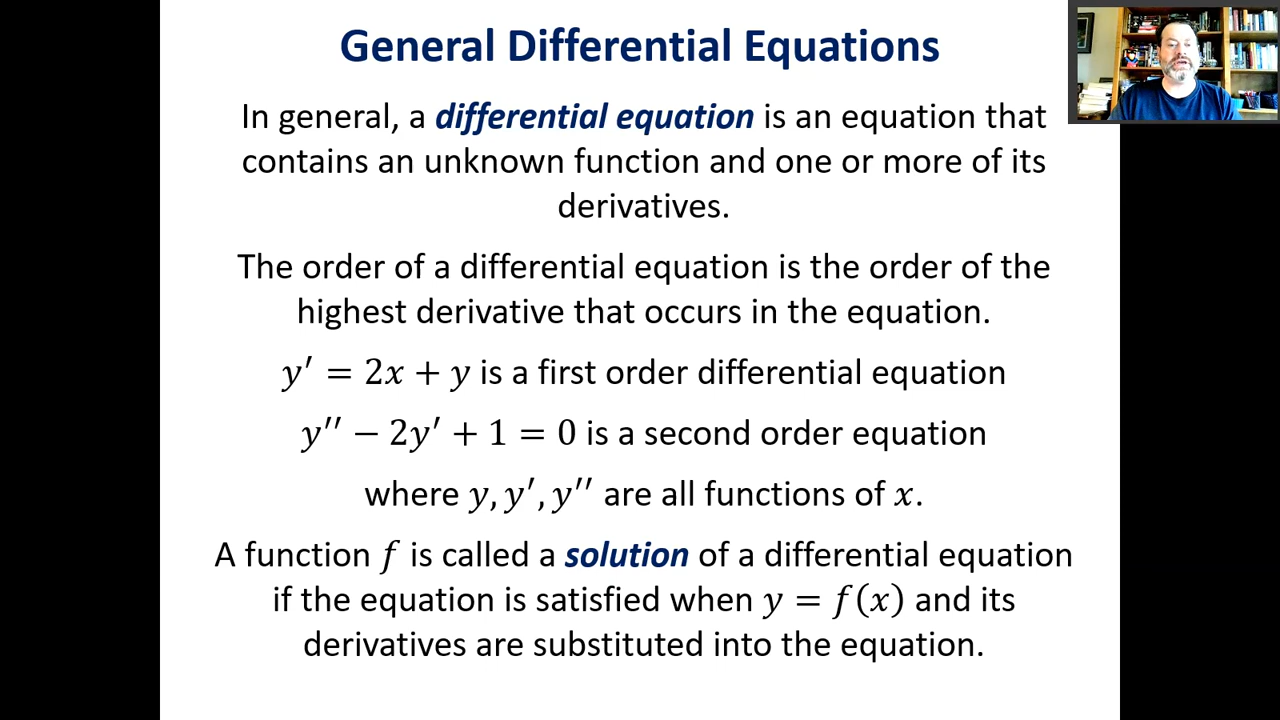 General Differential Equations
In general, a differential equation is an equation that
contains an unknown function and one or more of its
derivatives.
The order of a differential equation is the order of the
highest derivative that occurs in the equation.
y′ = 2x + y is a first order differential equation
y′′ − 2y′ + 1 = 0 is a second order equation
where y, y′, y′′ are all functions of x.
A function f is called a solution of a differential equation
if the equation is satisfied when y = f(x) and its
derivatives are substituted into the equation.